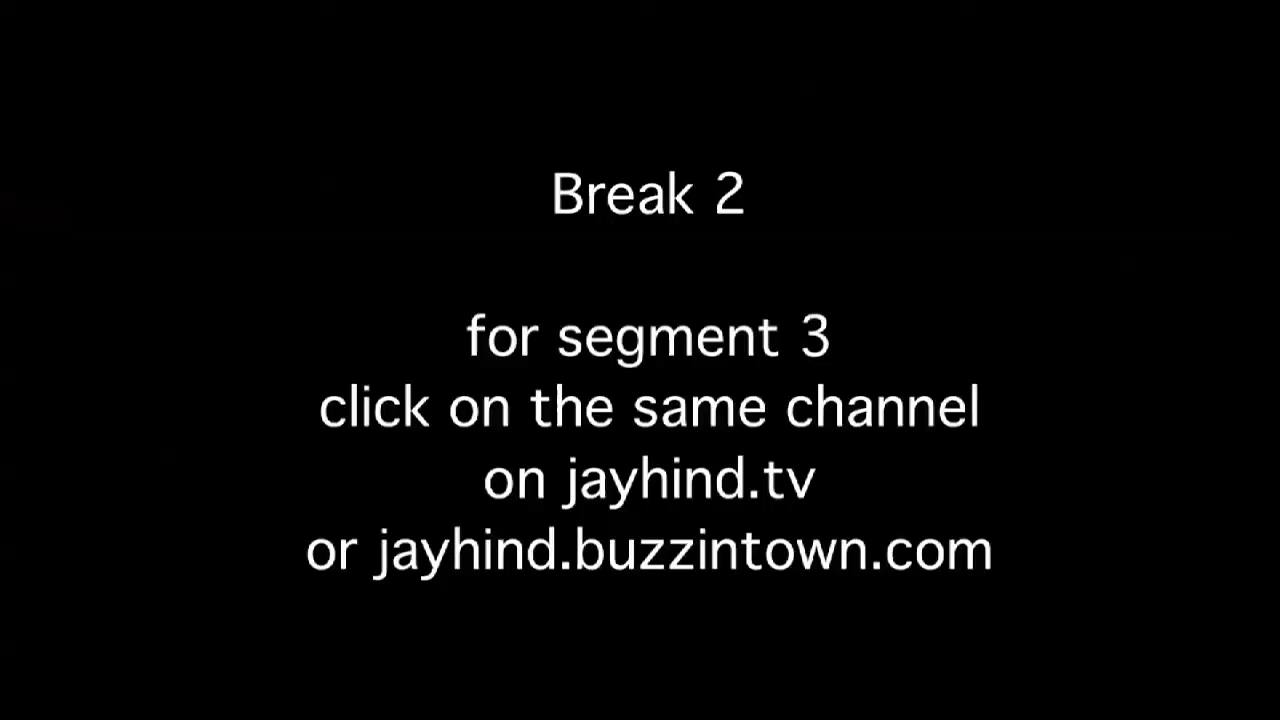 Break 2
for segment 3
click on the same channel
on jayhind.tv
or jayhind.buzzintown.com